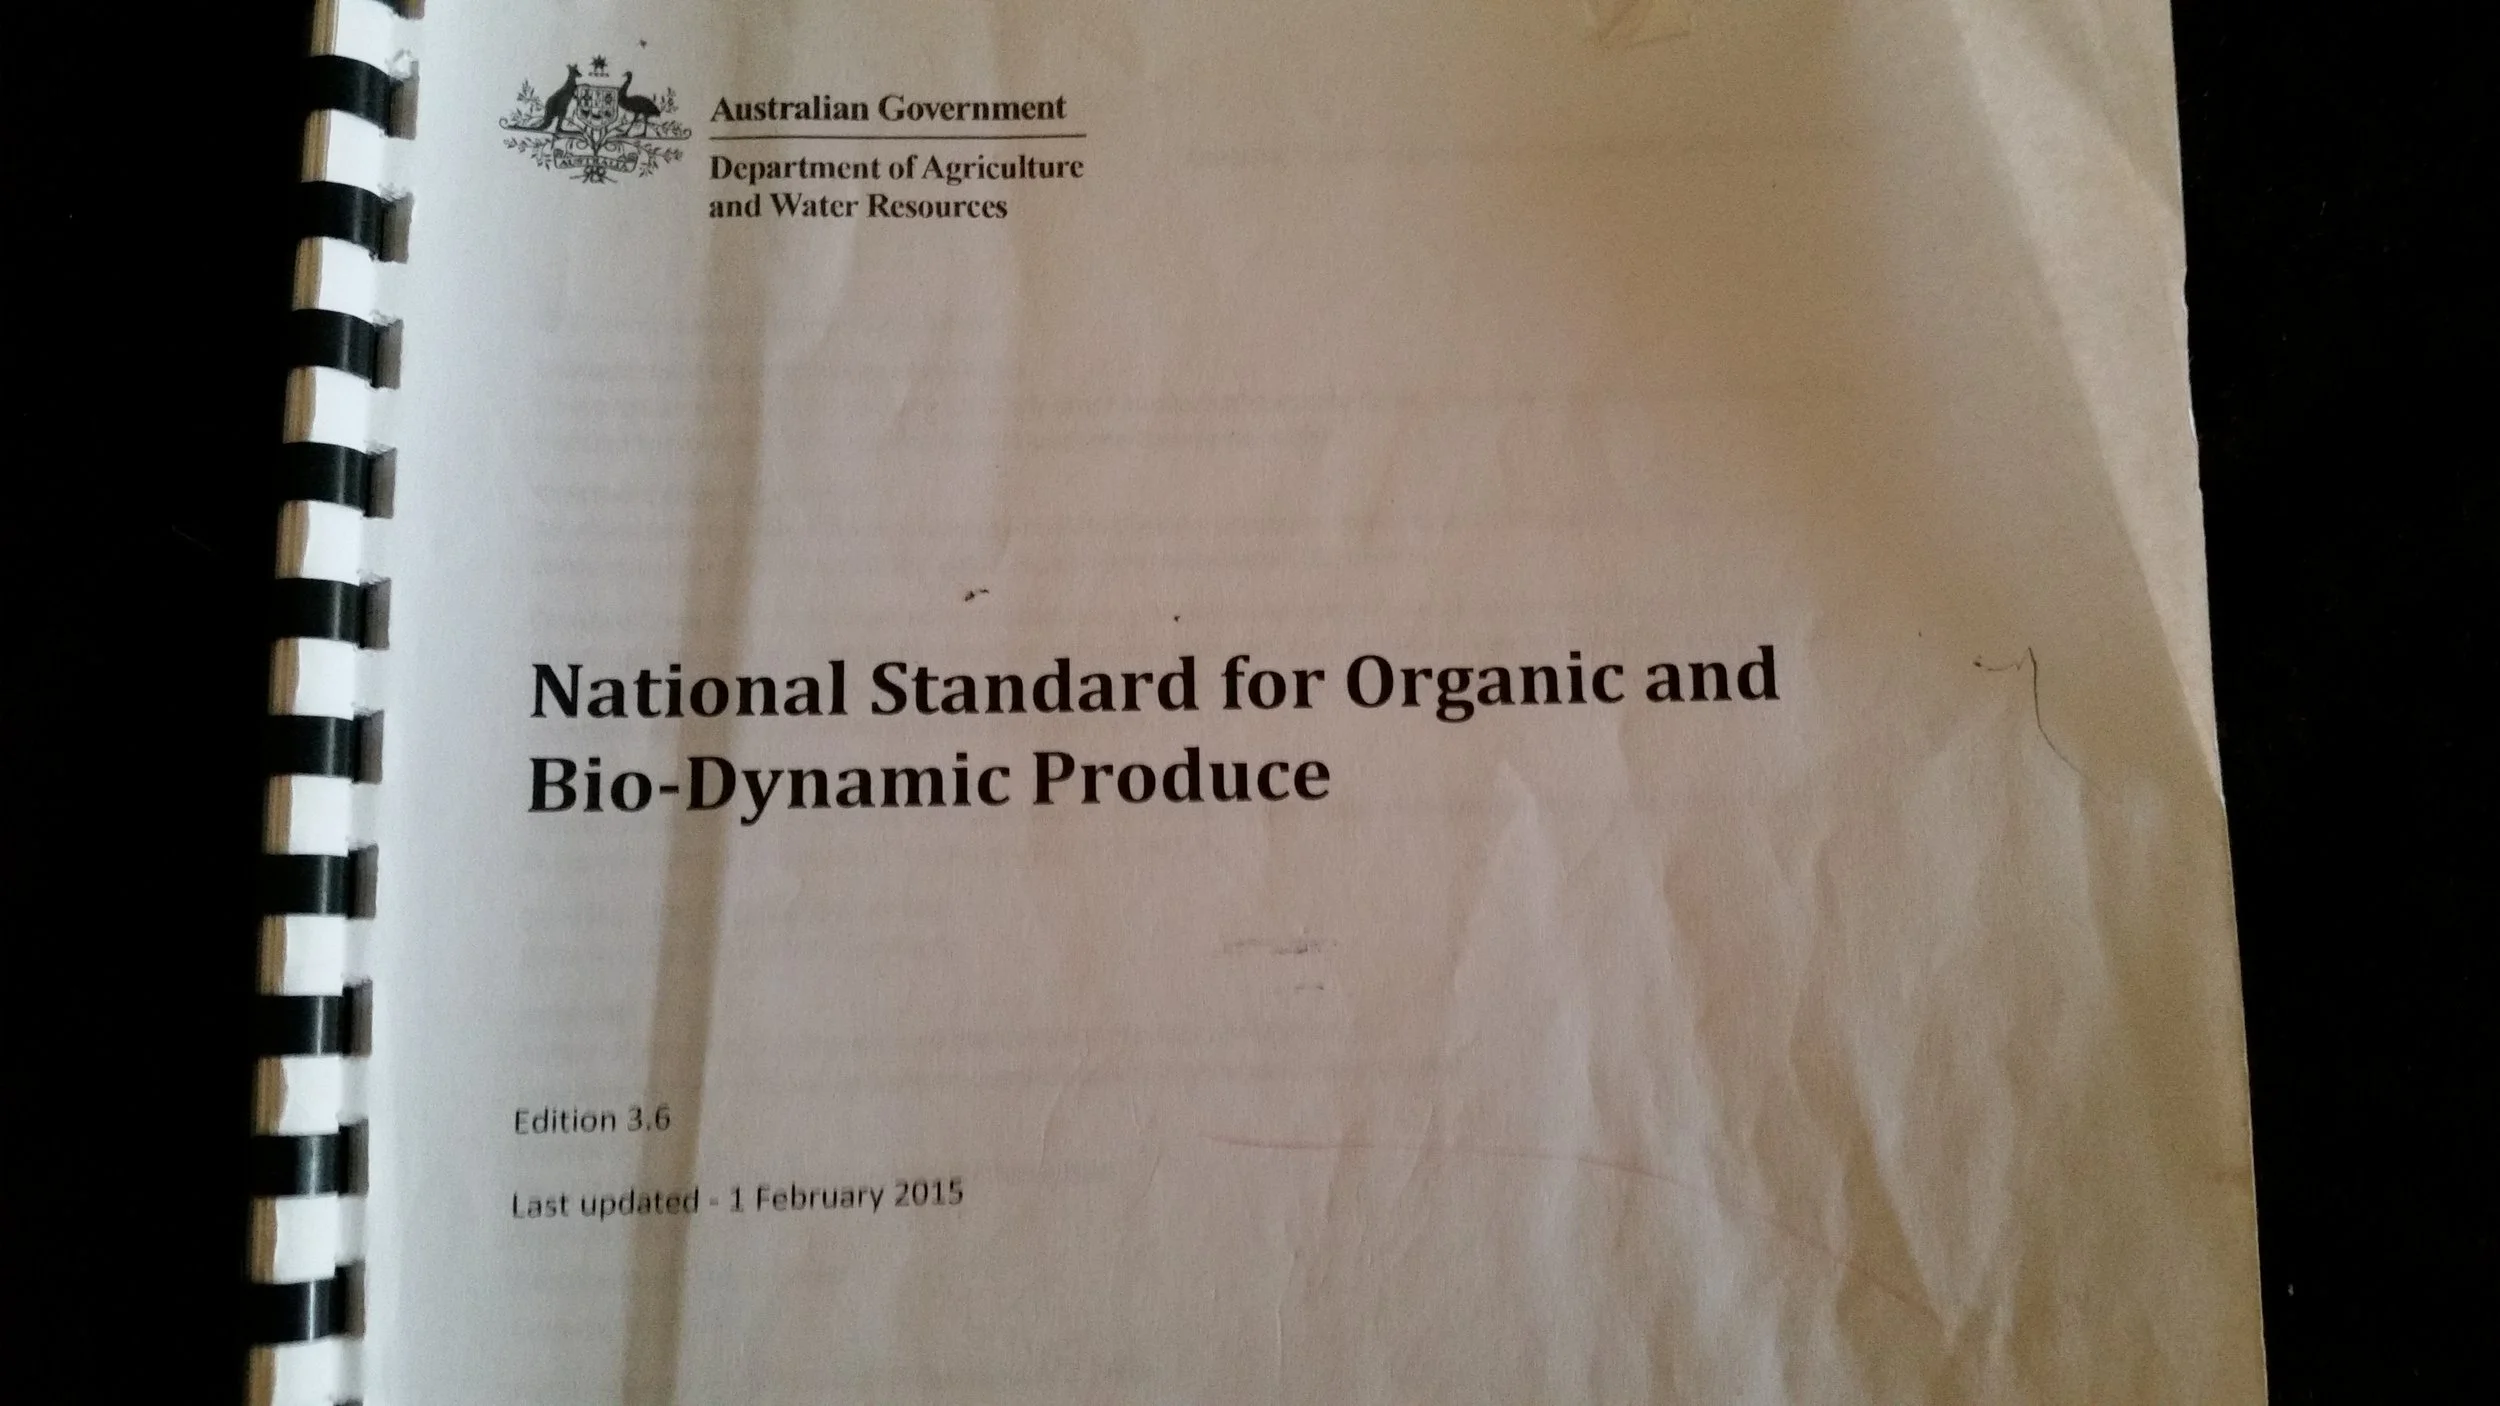 AUSTRALIA
Australian Government
Department of Agriculture
and Water Resources
National Standard for Organic and
Bio-Dynamic Produce
Edition 3.6
Last updated - 1 February 2015